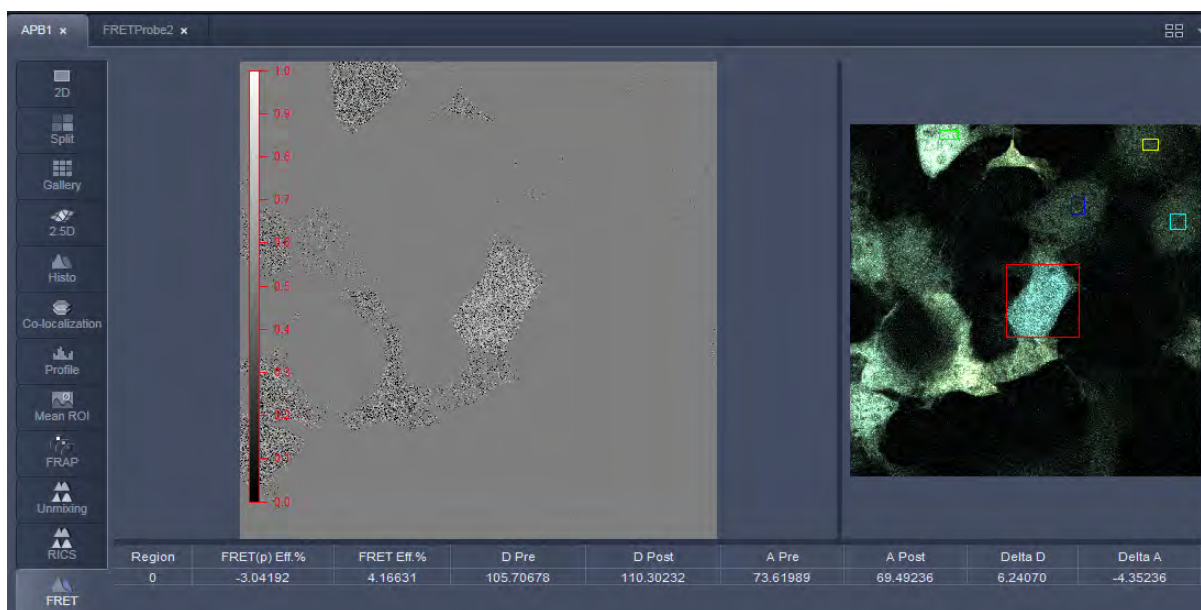 APB1 × FRETProbe2 ×
2D
Split
Gallery
2.5D
Histo
Co-localization
Profile
Mean ROI
FRAP
Unmixing
RICS
FRET
1.0
0.9
0.8
0.7
0.6
0.5
0.4
0.3
0.2
0.1
0.0
Region FRET(p) Eff.% FRET Eff.% D Pre D Post A Pre A Post Delta D Delta A
0 -3.04192 4.16631 105.70678 110.30232 73.61989 69.49236 6.24070 -4.35236